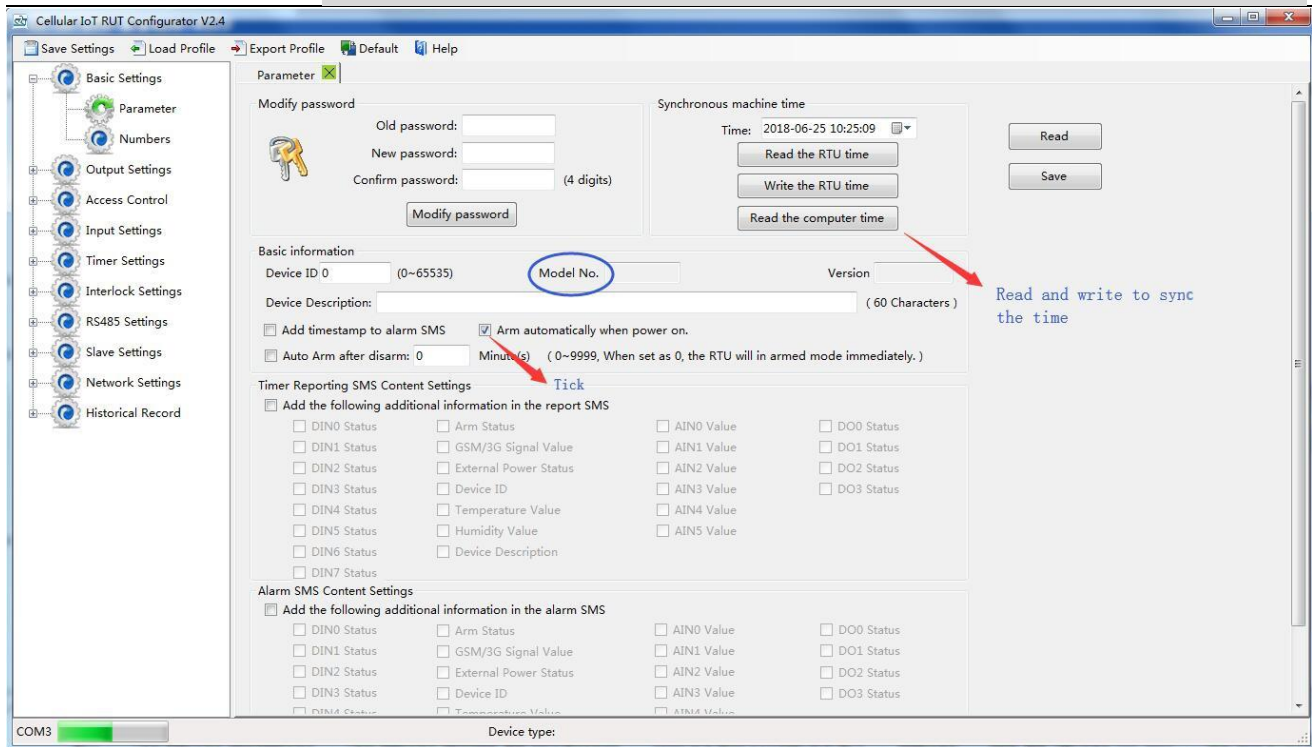 Cellular IoT RUT Configurator V2.4
Save Settings Load Profile Export Profile Default Help
Basic Settings
Parameter
Numbers
Output Settings
Access Control
Input Settings
Timer Settings
Interlock Settings
RS485 Settings
Slave Settings
Network Settings
Historical Record
Parameter
Modify password
Old password:
New password:
Confirm password: (4 digits)
Modify password
Synchronous machine time
Time: 2018-06-25 10:25:09
Read the RTU time
Write the RTU time
Read the computer time
Read
Save
Read and write to sync
the time
Basic information
Device ID 0 (0~65535) Model No. Version
Device Description: ( 60 Characters )
Add timestamp to alarm SMS Arm automatically when power on.
Auto Arm after disarm: 0 Minute(s) ( 0~9999, When set as 0, the RTU will in armed mode immediately. )
Tick
Timer Reporting SMS Content Settings
Add the following additional information in the report SMS
DIN0 Status Arm Status AIN0 Value DO0 Status
DIN1 Status GSM/3G Signal Value AIN1 Value DO1 Status
DIN2 Status External Power Status AIN2 Value DO2 Status
DIN3 Status Device ID AIN3 Value DO3 Status
DIN4 Status Temperature Value AIN4 Value
DIN5 Status Humidity Value AIN5 Value
DIN6 Status Device Description
DIN7 Status
Alarm SMS Content Settings
Add the following additional information in the alarm SMS
DIN0 Status Arm Status AIN0 Value DO0 Status
DIN1 Status GSM/3G Signal Value AIN1 Value DO1 Status
DIN2 Status External Power Status AIN2 Value DO2 Status
DIN3 Status Device ID AIN3 Value DO3 Status
DIN4 Status Temperature Value AIN4 Value
COM3 Device type: